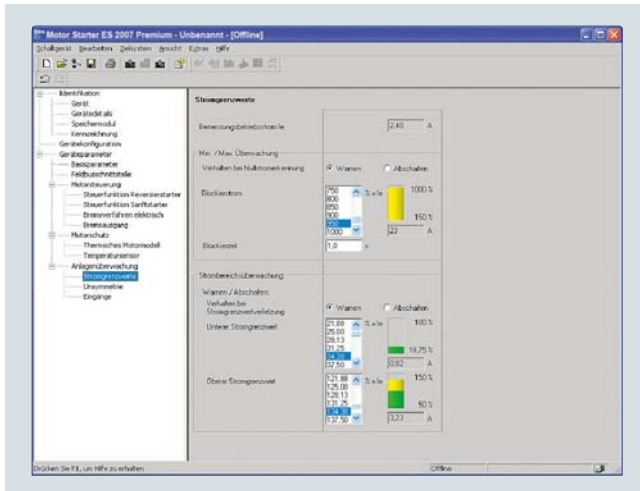 Motor Starter ES 2007 Premium - Unbenannt - [Offline]
Schaltgerät Bearbeiten Zielsystem Ansicht Extras Hilfe
Identifikation
Gerät
Gerätedetails
Speichermodul
Kennzeichnung
Gerätekonfiguration
Geräteparameter
Basisparameter
Feldbusschnittstelle
Motorsteuerung
Steuerfunktion Reversierstarter
Steuerfunktion Sanftstarter
Bremsverfahren elektrisch
Bremsausgang
Motorschutz
Thermisches Motormodell
Temperatursensor
Anlagenüberwachung
Stromgrenzwerte
Unsymmetrie
Eingänge
Stromgrenzwerte
Bemessungsbetriebsstrom Ie 2,40 A
Min. / Max. Überwachung
Verhalten bei Nullstromerkennung Warnen Abschalten
Blockierstrom
750
800
850
900
950
1000
% x Ie
1000 %
150 %
23 A
Blockierzeit 1,0 s
Strombereichsüberwachung
Warnen / Abschalten
Verhalten bei
Stromgrenzwertverletzung Warnen Abschalten
Unterer Stromgrenzwert
21,88
25,00
28,13
31,25
34,38
37,50
% x Ie
100 %
18,75 %
0,82 A
Oberer Stromgrenzwert
121,88
125,00
128,13
131,25
134,38
137,50
% x Ie
150 %
50 %
3,23 A
Drücken Sie F1, um Hilfe zu erhalten Offline